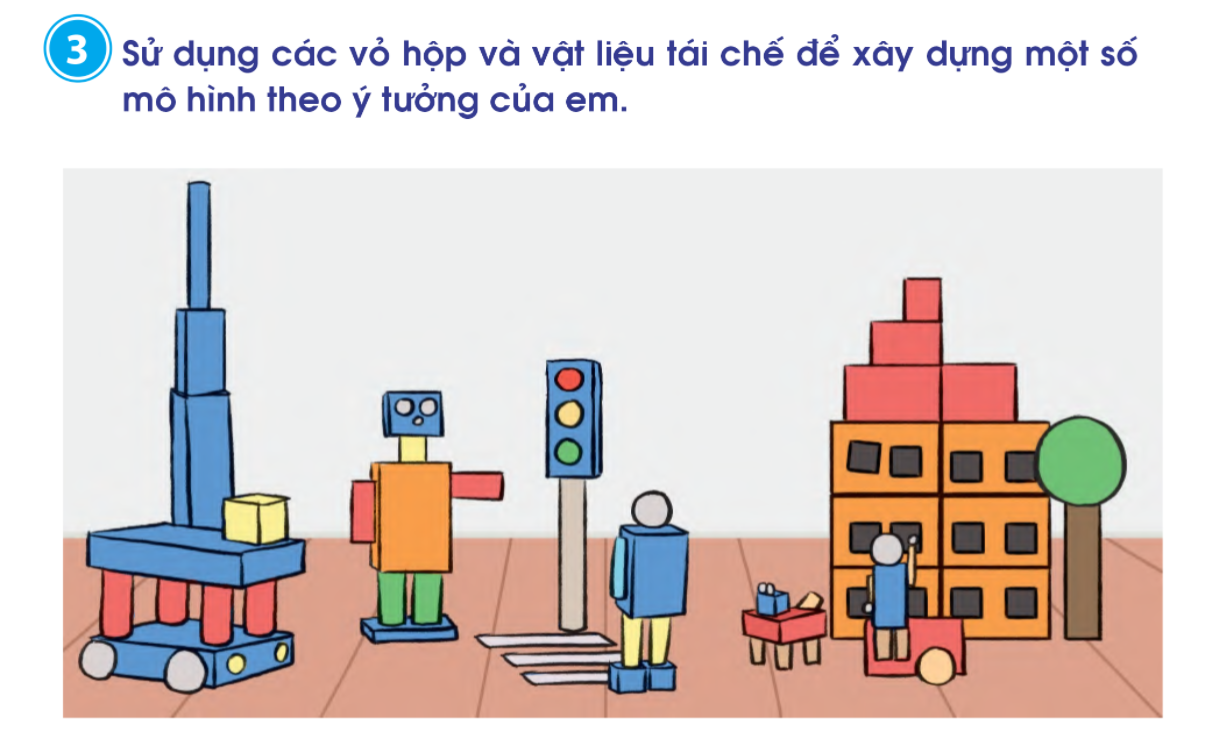 3 Sử dụng các vỏ hộp và vật liệu tái chế để xây dựng một số
mô hình theo ý tưởng của em.